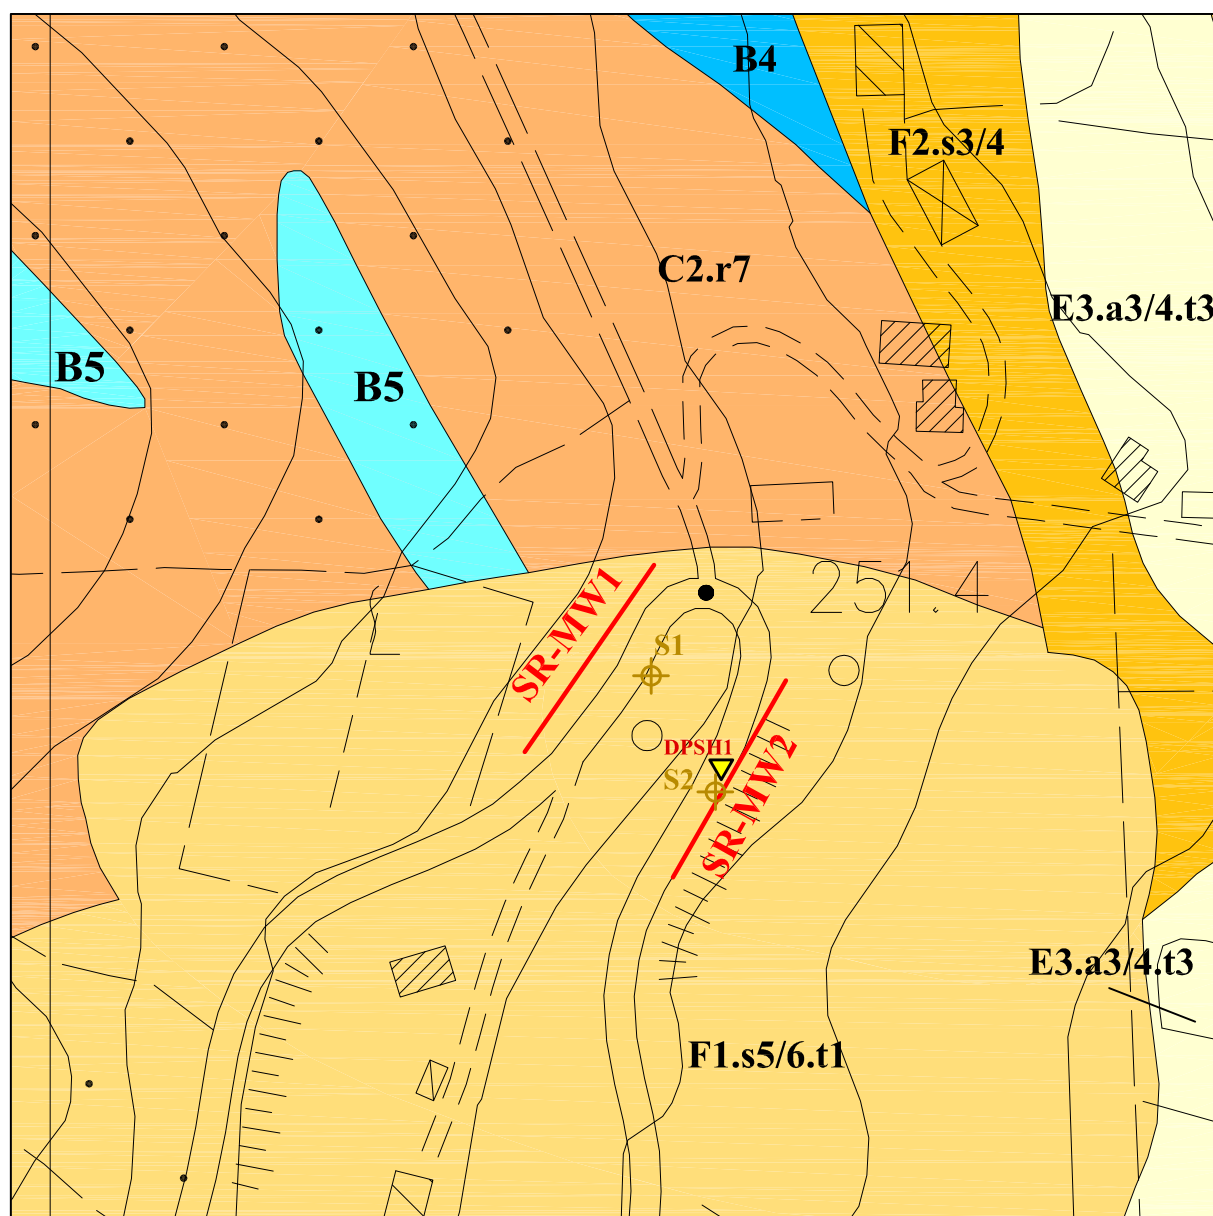 B4
F2.s3/4
C2.r7
E3.a3/4.t3
B5
B5
251.4
SR-MW1
S1
DPSH1
S2
SR-MW2
E3.a3/4.t3
F1.s5/6.t1